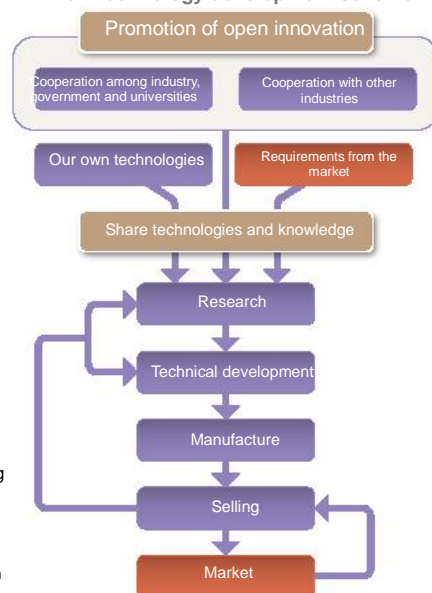 Promotion of open innovation
Cooperation among industry,
government and universities
Cooperation with other
industries
Our own technologies
Requirements from the
market
Share technologies and knowledge
Research
Technical development
Manufacture
Selling
Market